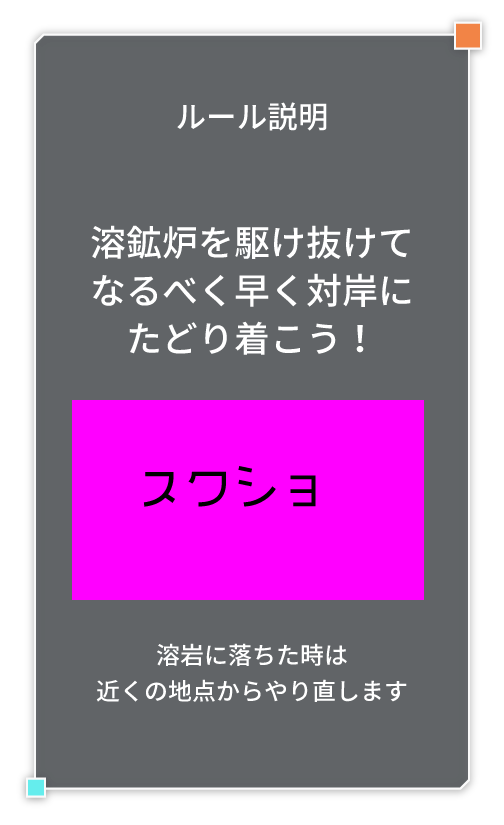 ルール説明
溶鉱炉を駆け抜けて
なるべく早く対岸に
たどり着こう！
スワショ
溶岩に落ちた時は
近くの地点からやり直します